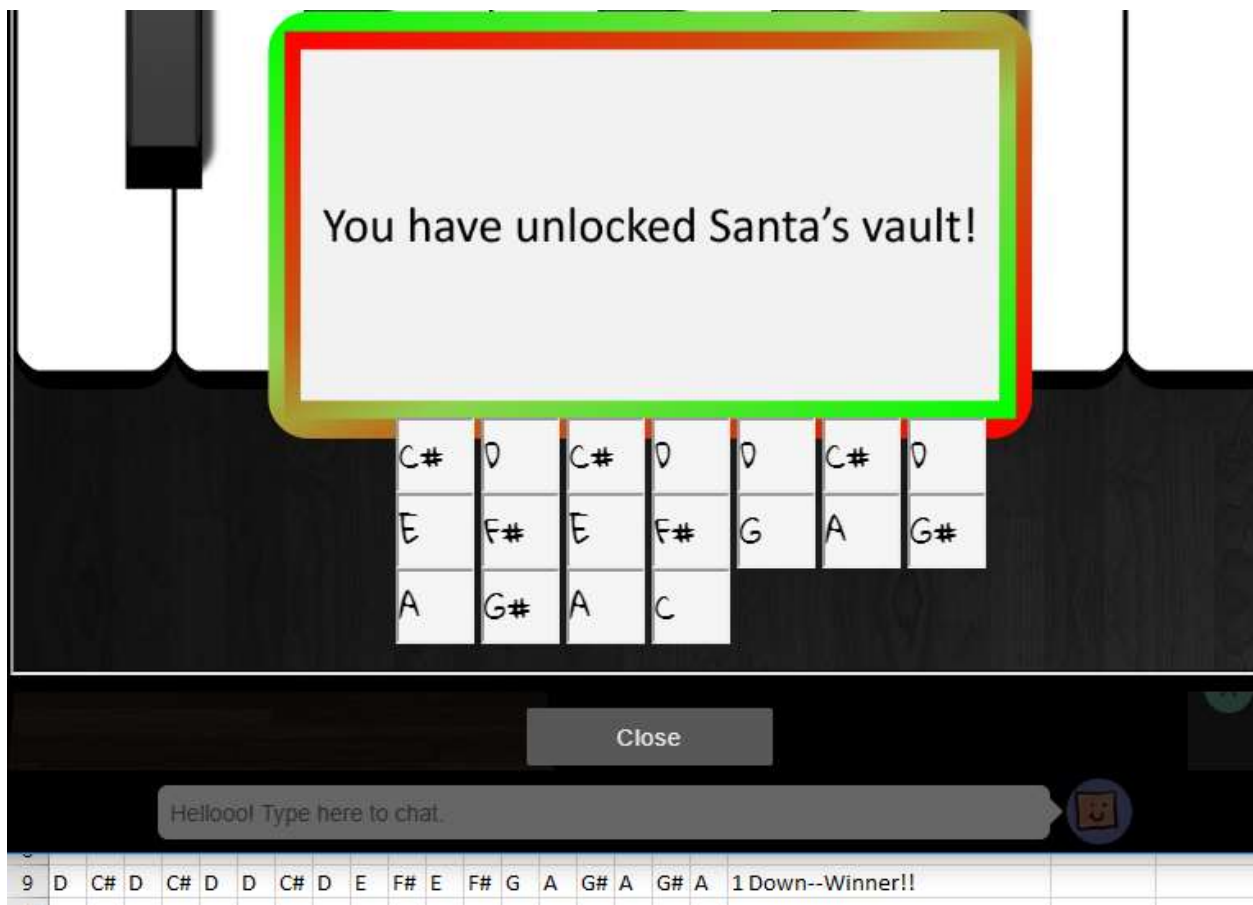 You have unlocked Santa's vault!
C# D C# D D C# D
E F# E F# G A G#
A G# A C
Close
Hellooo! Type here to chat.
9 D C# D C# D D C# D E F# E F# G A G# A G# A 1 Down--Winner!!